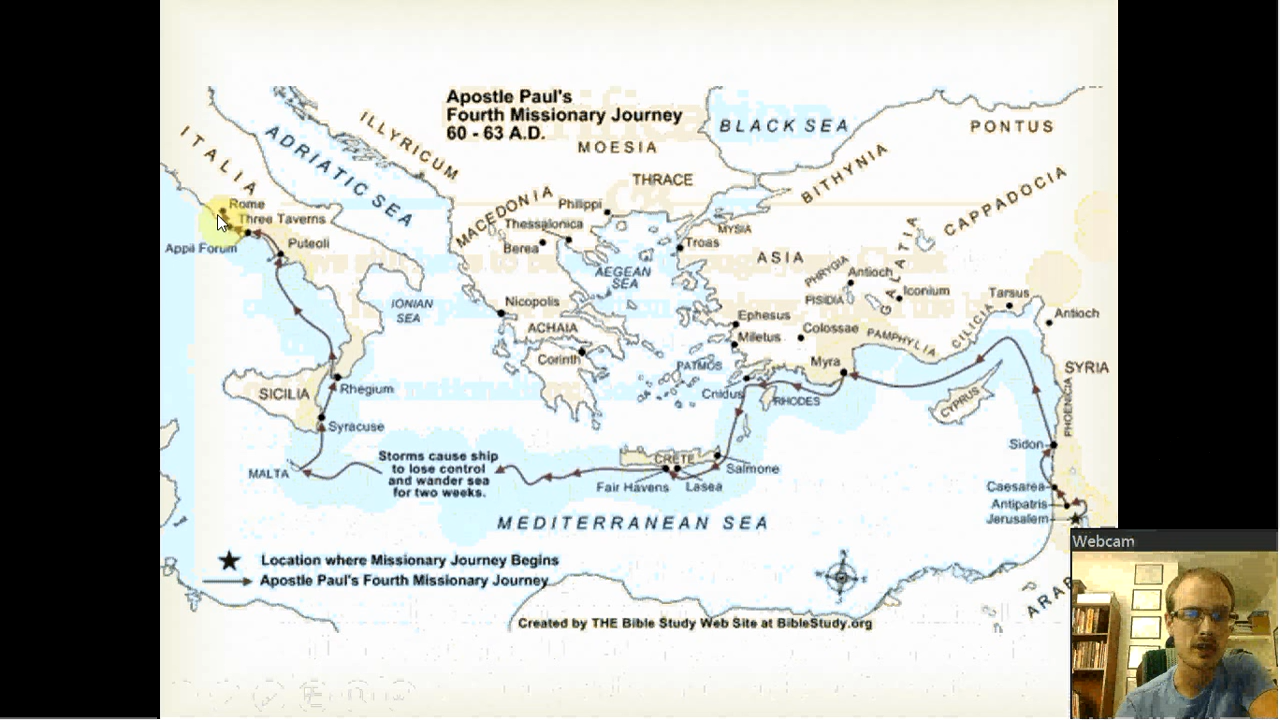 Apostle Paul's
Fourth Missionary Journey
60 - 63 A.D.
BLACK SEA
PONTUS
ILLYRICUM
MOESIA
ITALIA
ADRIATIC SEA
THRACE
BITHYNIA
CAPPADOCIA
MACEDONIA
Philippi
Rome
Three Taverns
Thessalonica
MYSIA
Appii Forum
Puteoli
Berea
Troas
ASIA
GALATIA
AEGEAN
SEA
PHRYGIA
Antioch
PISIDIA
Iconium
Tarsus
IONIAN
SEA
Nicopolis
Ephesus
Antioch
ACHAIA
Miletus
Colossae
PAMPHYLIA
CILICIA
Corinth
PATMOS
Myra
SYRIA
SICILIA
Rhegium
Cnidus
RHODES
CYPRUS
PHOENICIA
Syracuse
Sidon
MALTA
Storms cause ship
to lose control
and wander sea
for two weeks.
CRETE
Salmone
Fair Havens
Lasea
Caesarea
Antipatris
Jerusalem
MEDITERRANEAN SEA
Location where Missionary Journey Begins
Apostle Paul's Fourth Missionary Journey
Created by THE Bible Study Web Site at BibleStudy.org
Webcam